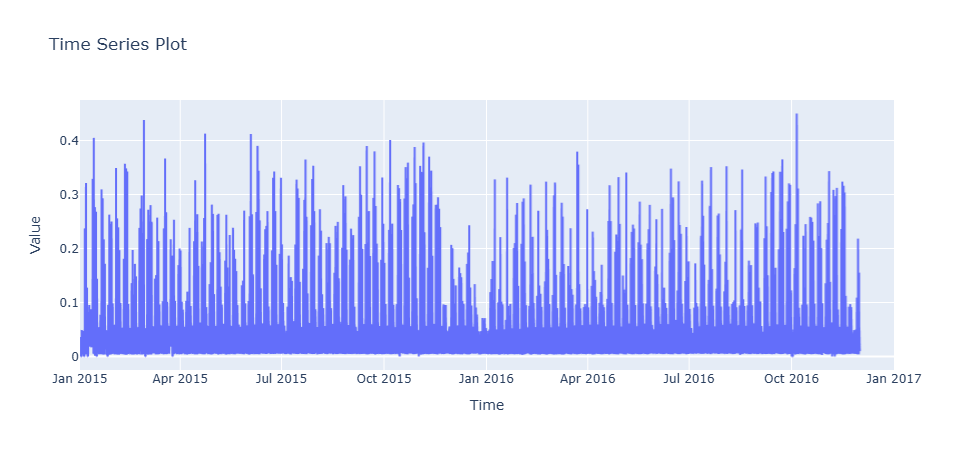 Time Series Plot
Value
0.4
0.3
0.2
0.1
0
Jan 2015
Apr 2015
Jul 2015
Oct 2015
Jan 2016
Apr 2016
Jul 2016
Oct 2016
Jan 2017
Time